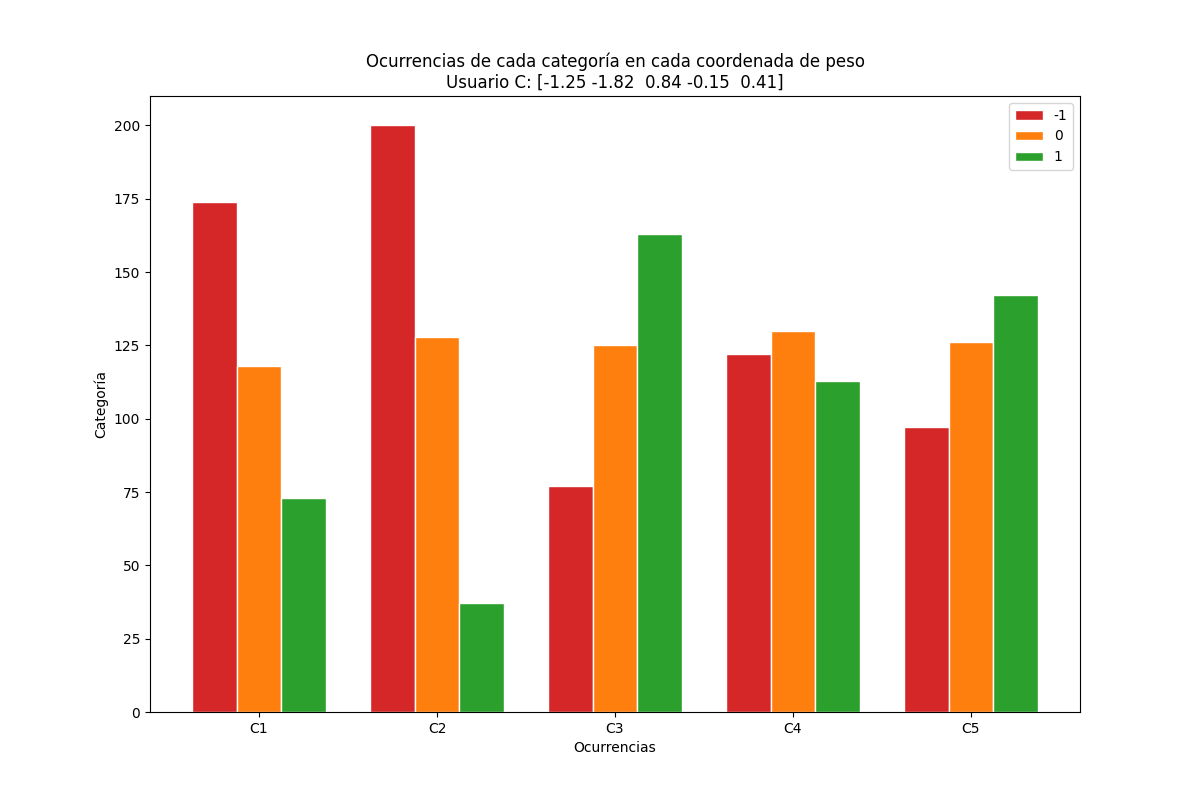 Ocurrencias de cada categoría en cada coordenada de peso
Usuario C: [-1.25 -1.82  0.84 -0.15  0.41]
-1
0
1
Categoría
200
175
150
125
100
75
50
25
0
C1 C2 C3 C4 C5
Ocurrencias